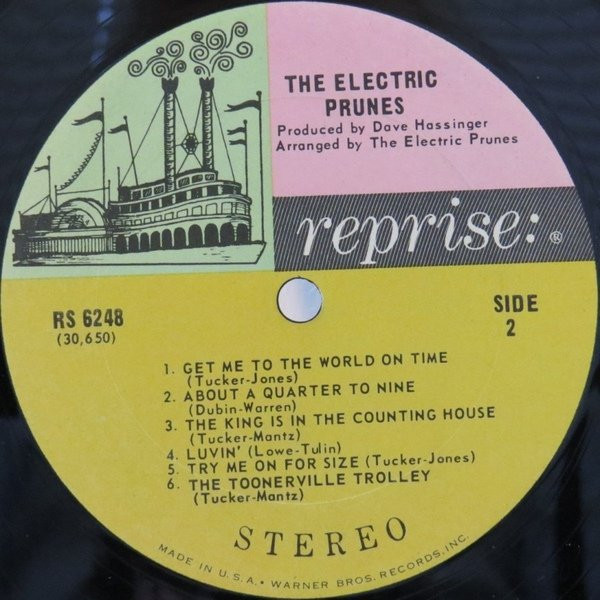 THE ELECTRIC
PRUNES
Produced by Dave Hassinger
Arranged by The Electric Prunes
reprise: ®
RS 6248
(30,650)
SIDE
2
1. GET ME TO THE WORLD ON TIME
(Tucker-Jones)
2. ABOUT A QUARTER TO NINE
(Dubin-Warren)
3. THE KING IS IN THE COUNTING HOUSE
(Tucker-Mantz)
4. LUVIN' (Lowe-Tulin)
5. TRY ME ON FOR SIZE (Tucker-Jones)
6. THE TOONERVILLE TROLLEY
(Tucker-Mantz)
STEREO
MADE IN U.S.A. • WARNER BROS. RECORDS, INC.